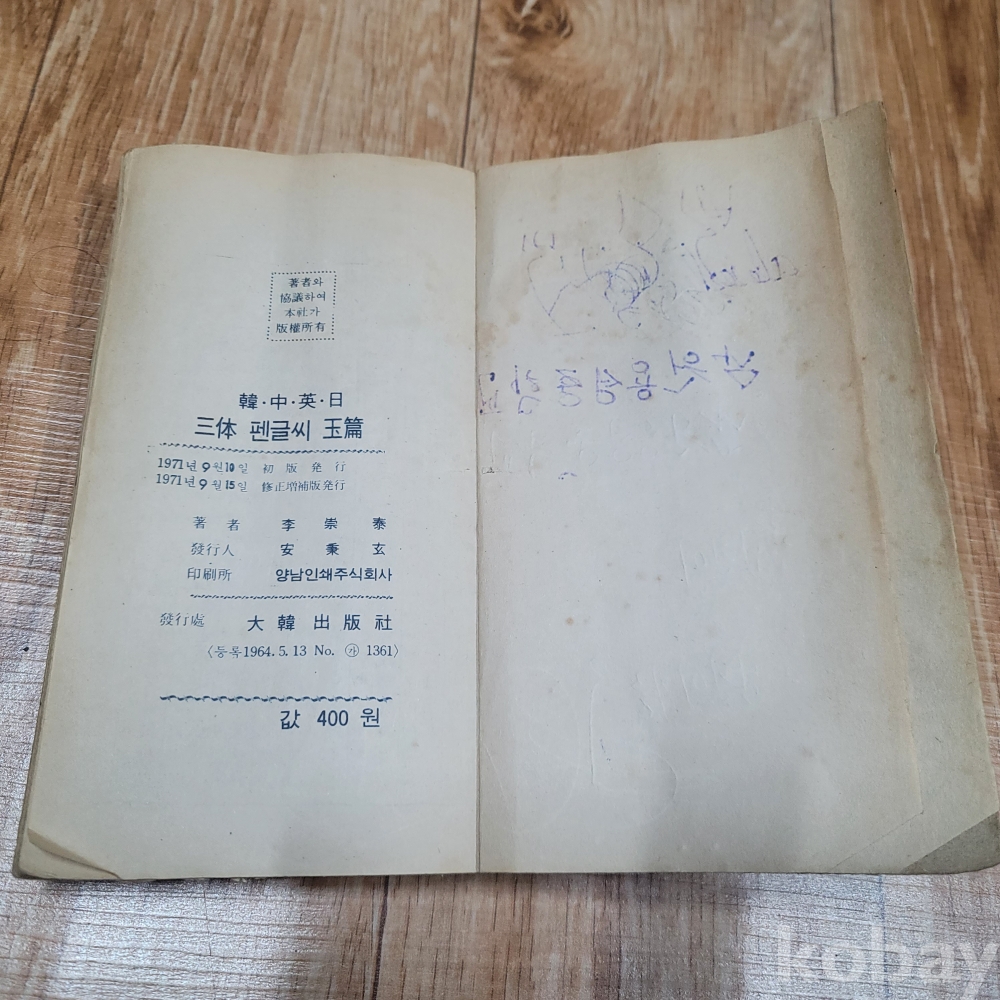 著者와
協議하여
本社가
版權所有
韓·中·英·日
三体 펜글씨 玉篇
1971년 9월 10일 初版発行
1971년 9월 15일 修正增補版発行
著者 李崇泰
發行人 安秉玄
印刷所 양남인쇄주식회사
發行處 大韓出版社
〈등록1964. 5. 13 No. ㉮ 1361〉
값 400 원
kobay